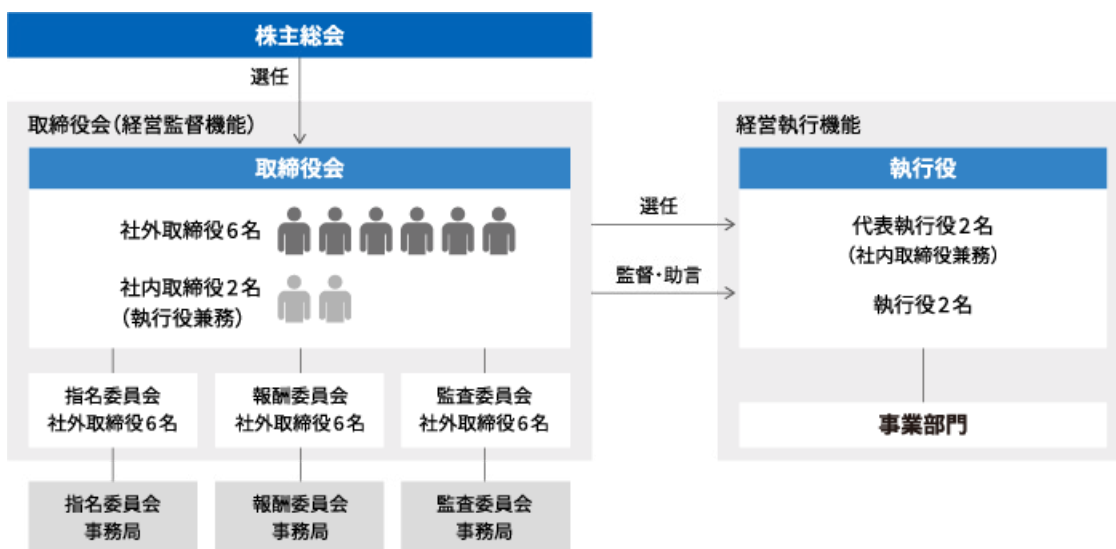 株主総会
選任
取締役会(経営監督機能)
取締役会
社外取締役6名
社内取締役2名
(執行役兼務)
指名委員会
社外取締役6名
報酬委員会
社外取締役6名
監査委員会
社外取締役6名
指名委員会
事務局
報酬委員会
事務局
監査委員会
事務局
選任
監督・助言
経営執行機能
執行役
代表執行役2名
(社内取締役兼務)
執行役2名
事業部門